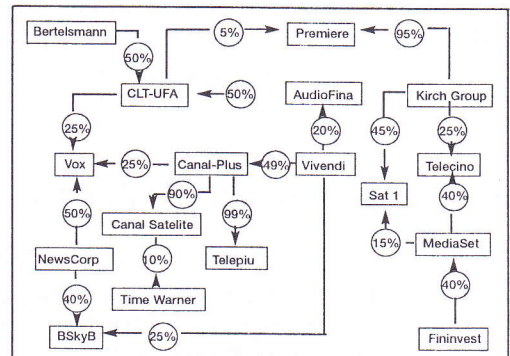 Bertelsmann
5%
Premiere
95%
50%
CLT-UFA
50%
AudioFina
Kirch Group
25%
20%
45%
25%
Vox
25%
Canal-Plus
49%
Vivendi
Telecino
90%
Sat 1
40%
50%
Canal Satelite
99%
NewsCorp
10%
Telepiu
15%
MediaSet
40%
Time Warner
40%
BSkyB
25%
Fininvest